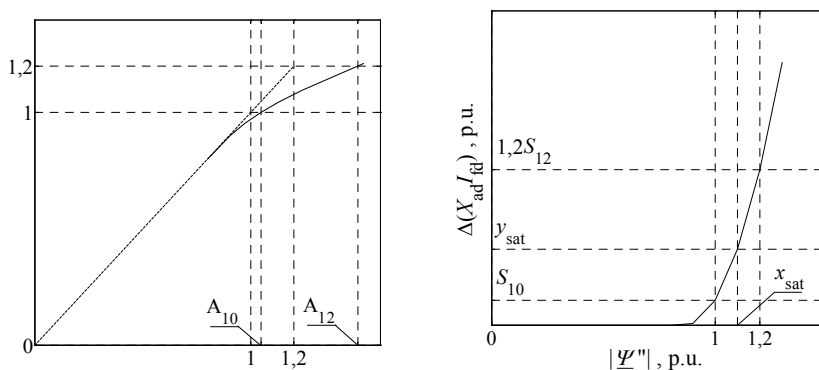 1,2
1
0
A10
A12
1
1,2
Δ(XadIfd) , p.u.
1,2S12
ysat
S10
xsat
0
1
1,2
|Ψ"| , p.u.